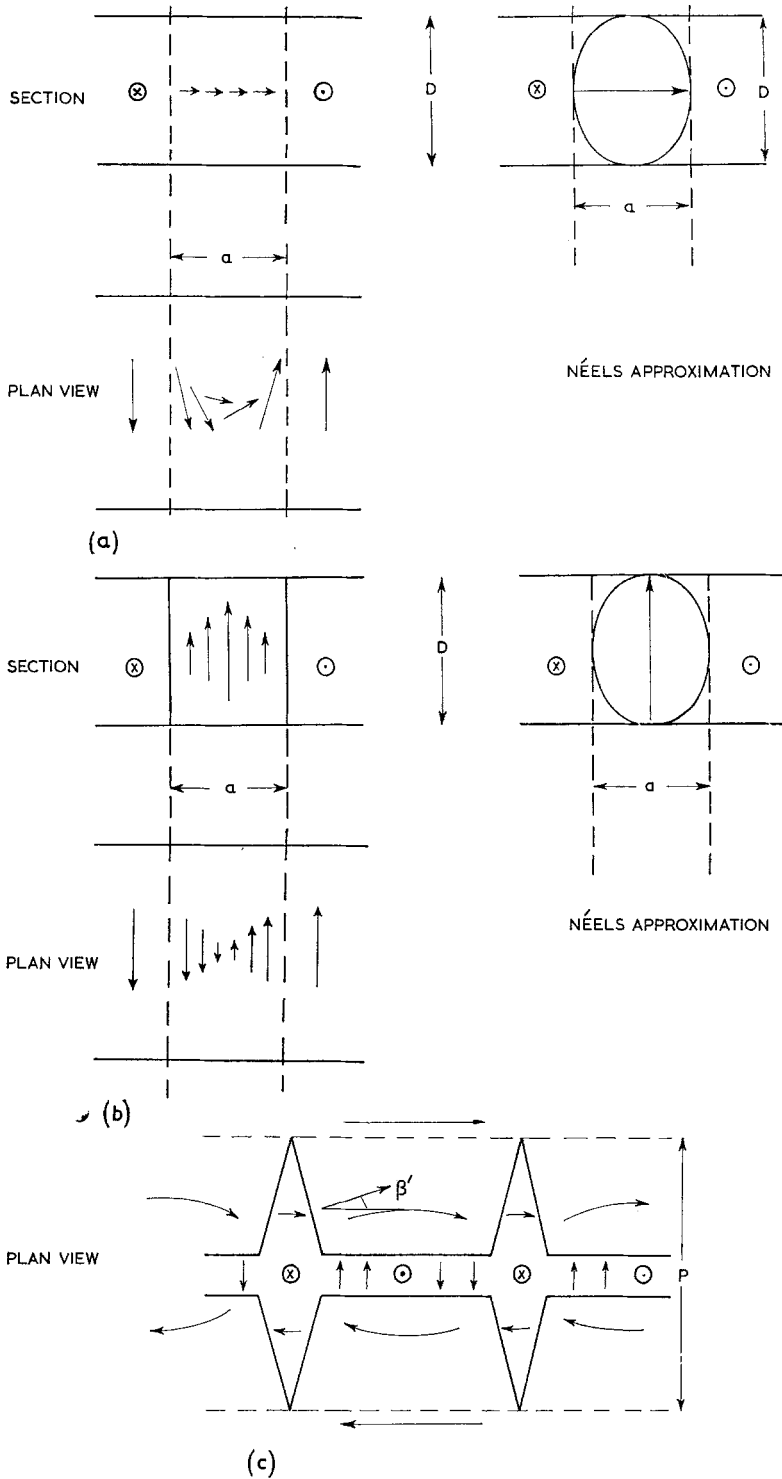 SECTION
D
D
a
a
PLAN VIEW
NÉELS APPROXIMATION
(a)
SECTION
D
a
a
PLAN VIEW
NÉELS APPROXIMATION
(b)
β′
PLAN VIEW
P
(c)